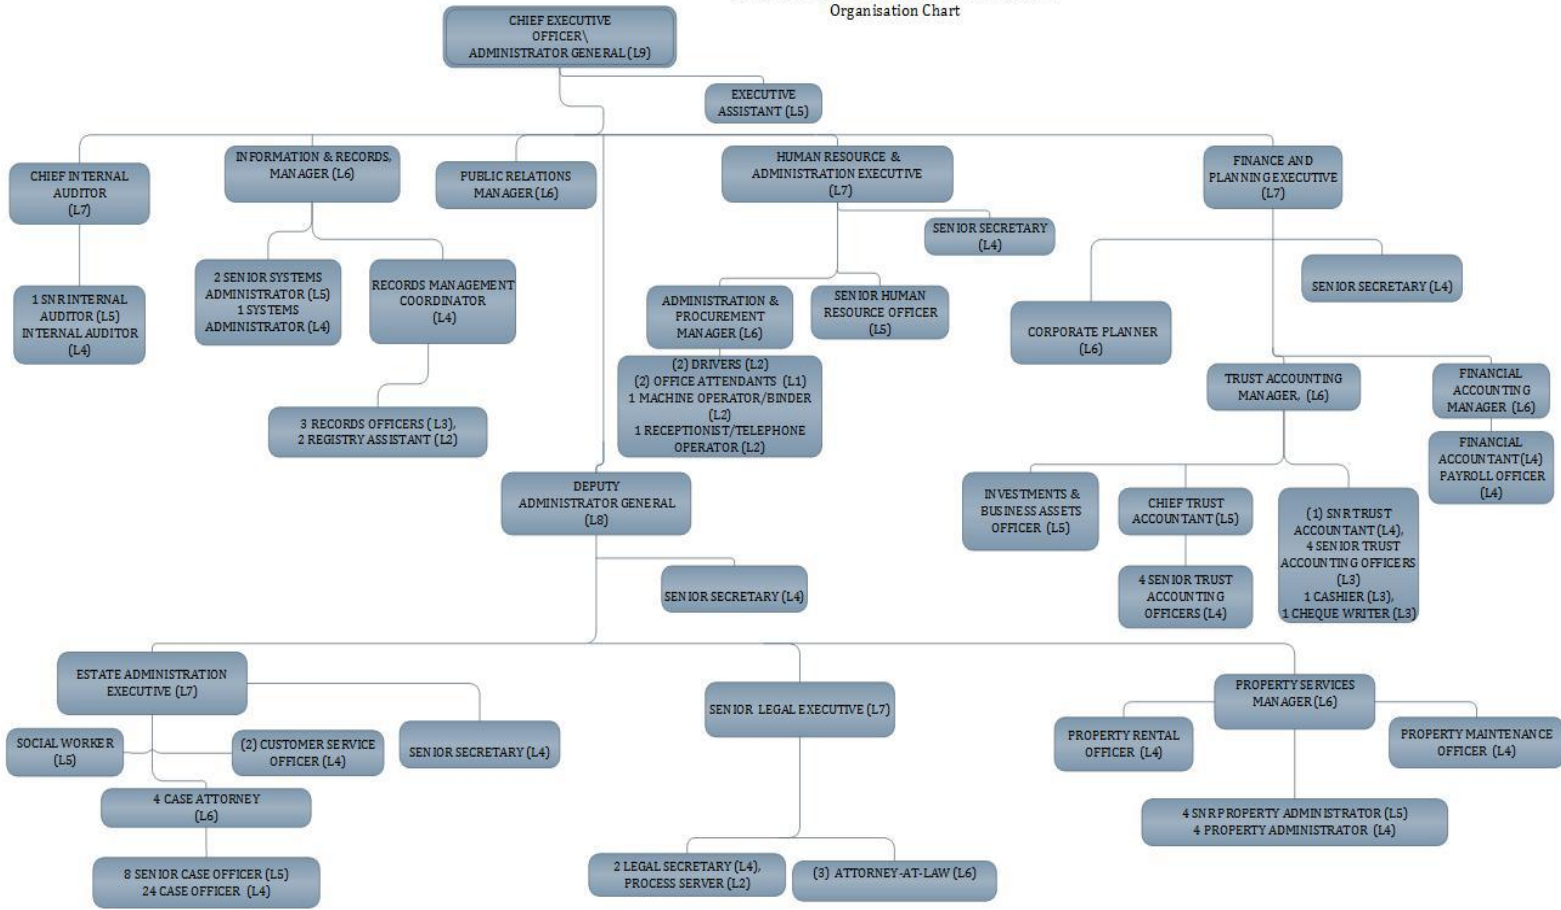 Organisation Chart
CHIEF EXECUTIVE
OFFICER\
ADMINISTRATOR GENERAL (L9)
EXECUTIVE
ASSISTANT (L5)
CHIEF INTERNAL
AUDITOR
(L7)
INFORMATION & RECORDS,
MANAGER (L6)
PUBLIC RELATIONS
MANAGER (L6)
HUMAN RESOURCE &
ADMINISTRATION EXECUTIVE
(L7)
FINANCE AND
PLANNING EXECUTIVE
(L7)
SENIOR SECRETARY
(L4)
SENIOR SECRETARY (L4)
1 SNR INTERNAL
AUDITOR (L5)
INTERNAL AUDITOR
(L4)
2 SENIOR SYSTEMS
ADMINISTRATOR (L5)
1 SYSTEMS
ADMINISTRATOR (L4)
RECORDS MANAGEMENT
COORDINATOR
(L4)
ADMINISTRATION &
PROCUREMENT
MANAGER (L6)
SENIOR HUMAN
RESOURCE OFFICER
(L5)
CORPORATE PLANNER
(L6)
(2) DRIVERS (L2)
(2) OFFICE ATTENDANTS (L1)
1 MACHINE OPERATOR/BINDER
(L2)
1 RECEPTIONIST/TELEPHONE
OPERATOR (L2)
TRUST ACCOUNTING
MANAGER, (L6)
FINANCIAL
ACCOUNTING
MANAGER (L6)
3 RECORDS OFFICERS (L3),
2 REGISTRY ASSISTANT (L2)
FINANCIAL
ACCOUNTANT (L4)
PAYROLL OFFICER
(L4)
DEPUTY
ADMINISTRATOR GENERAL
(L8)
INVESTMENTS &
BUSINESS ASSETS
OFFICER (L5)
CHIEF TRUST
ACCOUNTANT (L5)
(1) SNR TRUST
ACCOUNTANT (L4),
4 SENIOR TRUST
ACCOUNTING OFFICERS
(L3)
1 CASHIER (L3),
1 CHEQUE WRITER (L3)
SENIOR SECRETARY (L4)
4 SENIOR TRUST
ACCOUNTING
OFFICERS (L4)
ESTATE ADMINISTRATION
EXECUTIVE (L7)
SENIOR LEGAL EXECUTIVE (L7)
PROPERTY SERVICES
MANAGER (L6)
SOCIAL WORKER
(L5)
(2) CUSTOMER SERVICE
OFFICER (L4)
SENIOR SECRETARY (L4)
PROPERTY RENTAL
OFFICER (L4)
PROPERTY MAINTENANCE
OFFICER (L4)
4 CASE ATTORNEY
(L6)
4 SNR PROPERTY ADMINISTRATOR (L5)
4 PROPERTY ADMINISTRATOR (L4)
8 SENIOR CASE OFFICER (L5)
24 CASE OFFICER (L4)
2 LEGAL SECRETARY (L4),
PROCESS SERVER (L2)
(3) ATTORNEY-AT-LAW (L6)